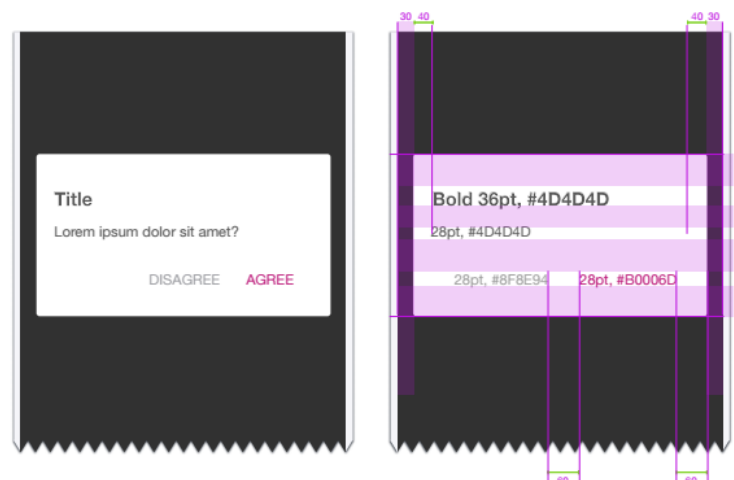 30 40 40 30
Title
Lorem ipsum dolor sit amet?
DISAGREE AGREE
Bold 36pt, #4D4D4D
28pt, #4D4D4D
28pt, #8F8E94 28pt, #B0006D